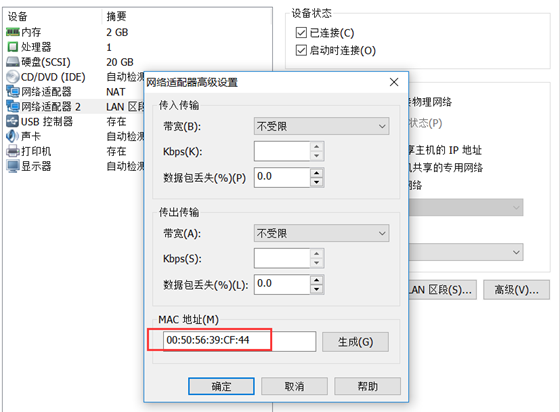 设备 摘要
内存 2 GB
处理器 1
硬盘(SCSI) 20 GB
CD/DVD (IDE) 自动检测
网络适配器 NAT
网络适配器 2 LAN 区段
USB 控制器 存在
声卡 自动检测
打印机 存在
显示器 自动检测
设备状态
已连接(C)
启动时连接(O)
接物理网络
状态(P)
享主机的 IP 地址
机共享的专用网络
网络
LAN 区段(S)...
高级(V)...
网络适配器高级设置
传入传输
带宽(B): 不受限
Kbps(K):
数据包丢失(%)(P) 0.0
传出传输
带宽(A): 不受限
Kbps(S):
数据包丢失(%)(L): 0.0
MAC 地址(M)
00:50:56:39:CF:44
生成(G)
确定 取消 帮助